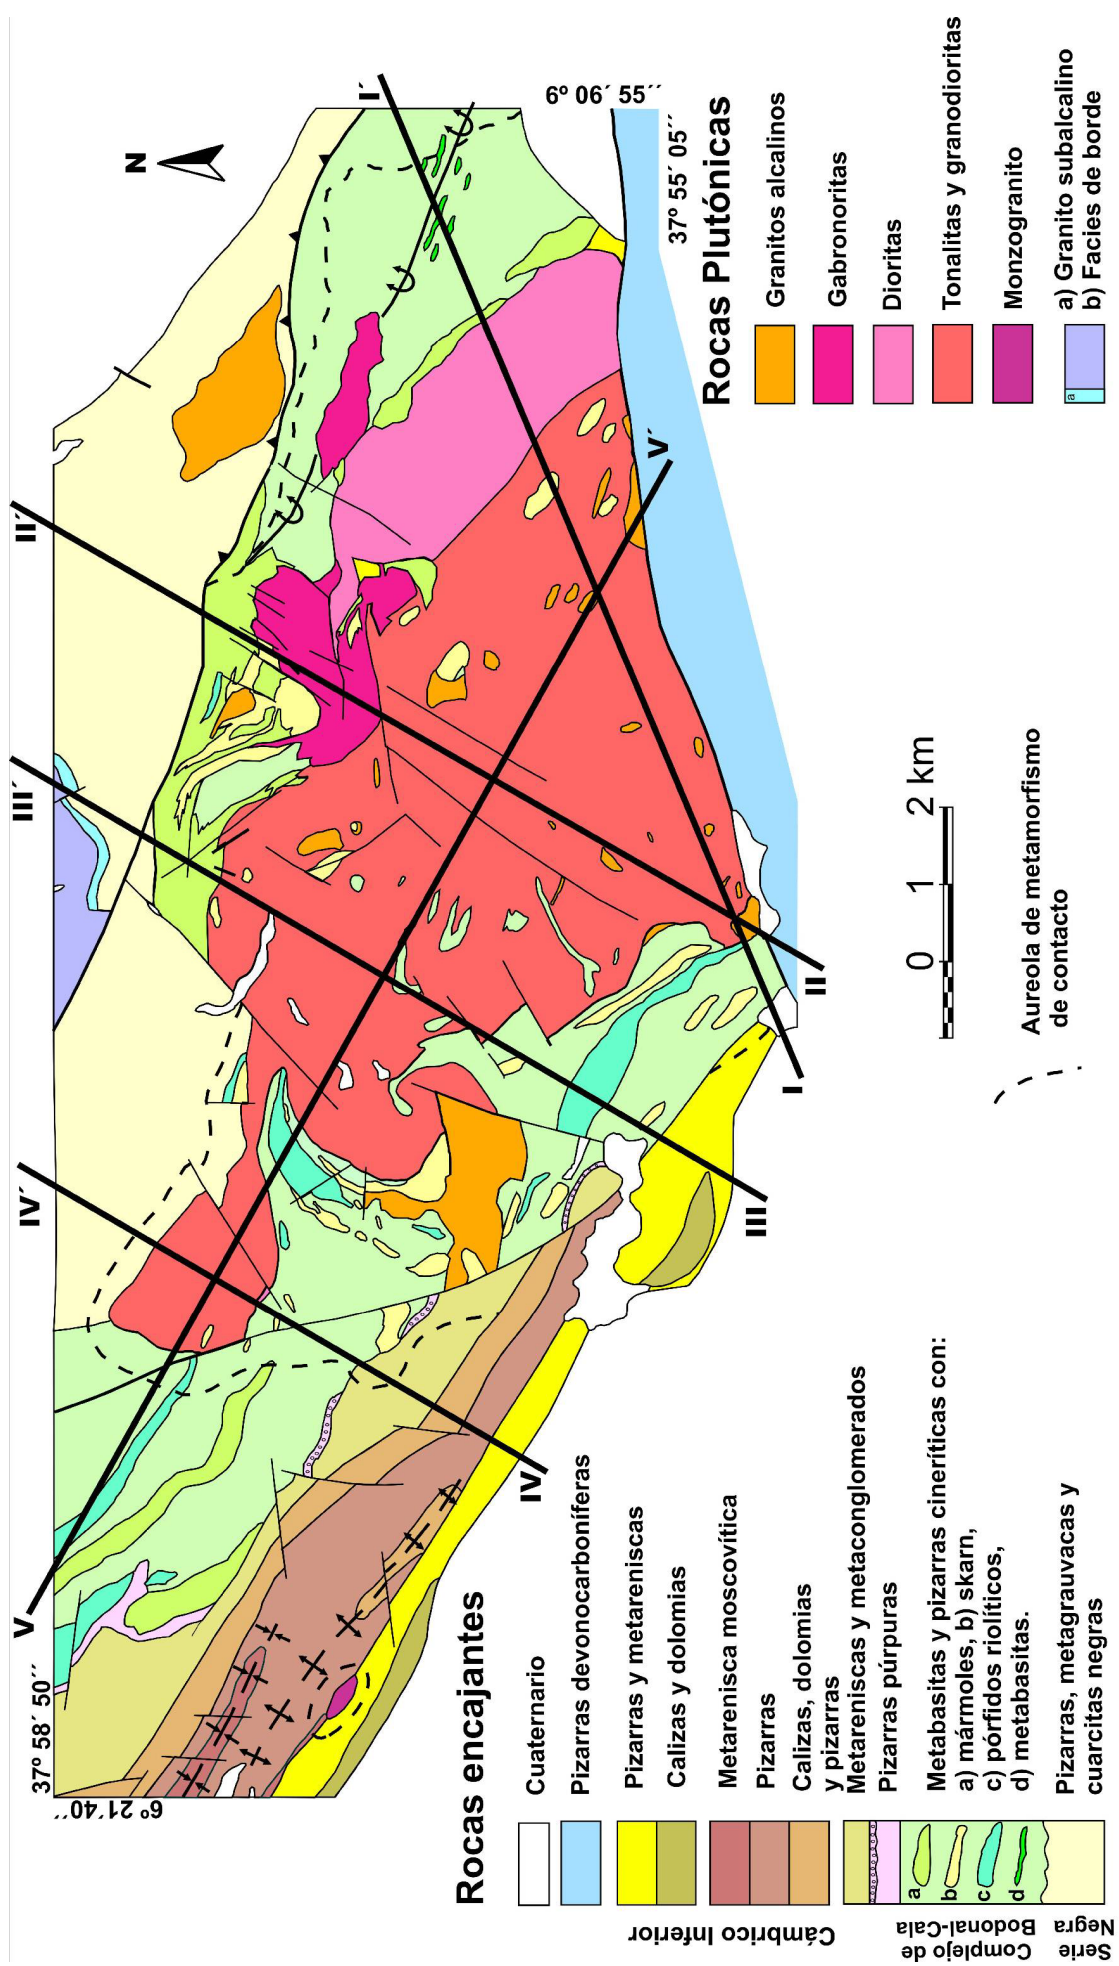 N
I´
II´
III´
IV´
V´
V
IV
III
II
I
37º 58´ 50´´
6º 21´40´´
6º 06´ 55´´
37º 55´ 05´´
Rocas encajantes
Cuaternario
Pizarras devonocarboníferas
Pizarras y metareniscas
Calizas y dolomias
Metarenisca moscovítica
Pizarras
Calizas, dolomias
y pizarras
Metareniscas y metaconglomerados
Pizarras púrpuras
Metabasitas y pizarras cineríticas con:
a) mármoles, b) skarn,
c) pórfidos riolíticos,
d) metabasitas.
Pizarras, metagrauvacas y
cuarcitas negras
Cámbrico Inferior
Complejo de
Bodonal-Cala
Serie
Negra
a
b
c
d
0 1 2 km
Aureola de metamorfismo
de contacto
Rocas Plutónicas
Granitos alcalinos
Gabronoritas
Dioritas
Tonalitas y granodioritas
Monzogranito
a) Granito subalcalino
b) Facies de borde
a